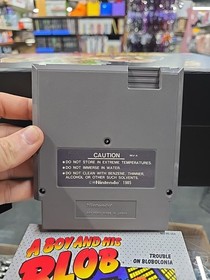 CAUTION
• DO NOT STORE IN EXTREME TEMPERATURES.
• DO NOT IMMERSE IN WATER.
• DO NOT CLEAN WITH BENZENE, THINNER,
ALCOHOL OR OTHER SUCH SOLVENTS.
©Nintendo 1985
A BOY AND HIS
BLOB
TROUBLE
ON BLOBOLONIA